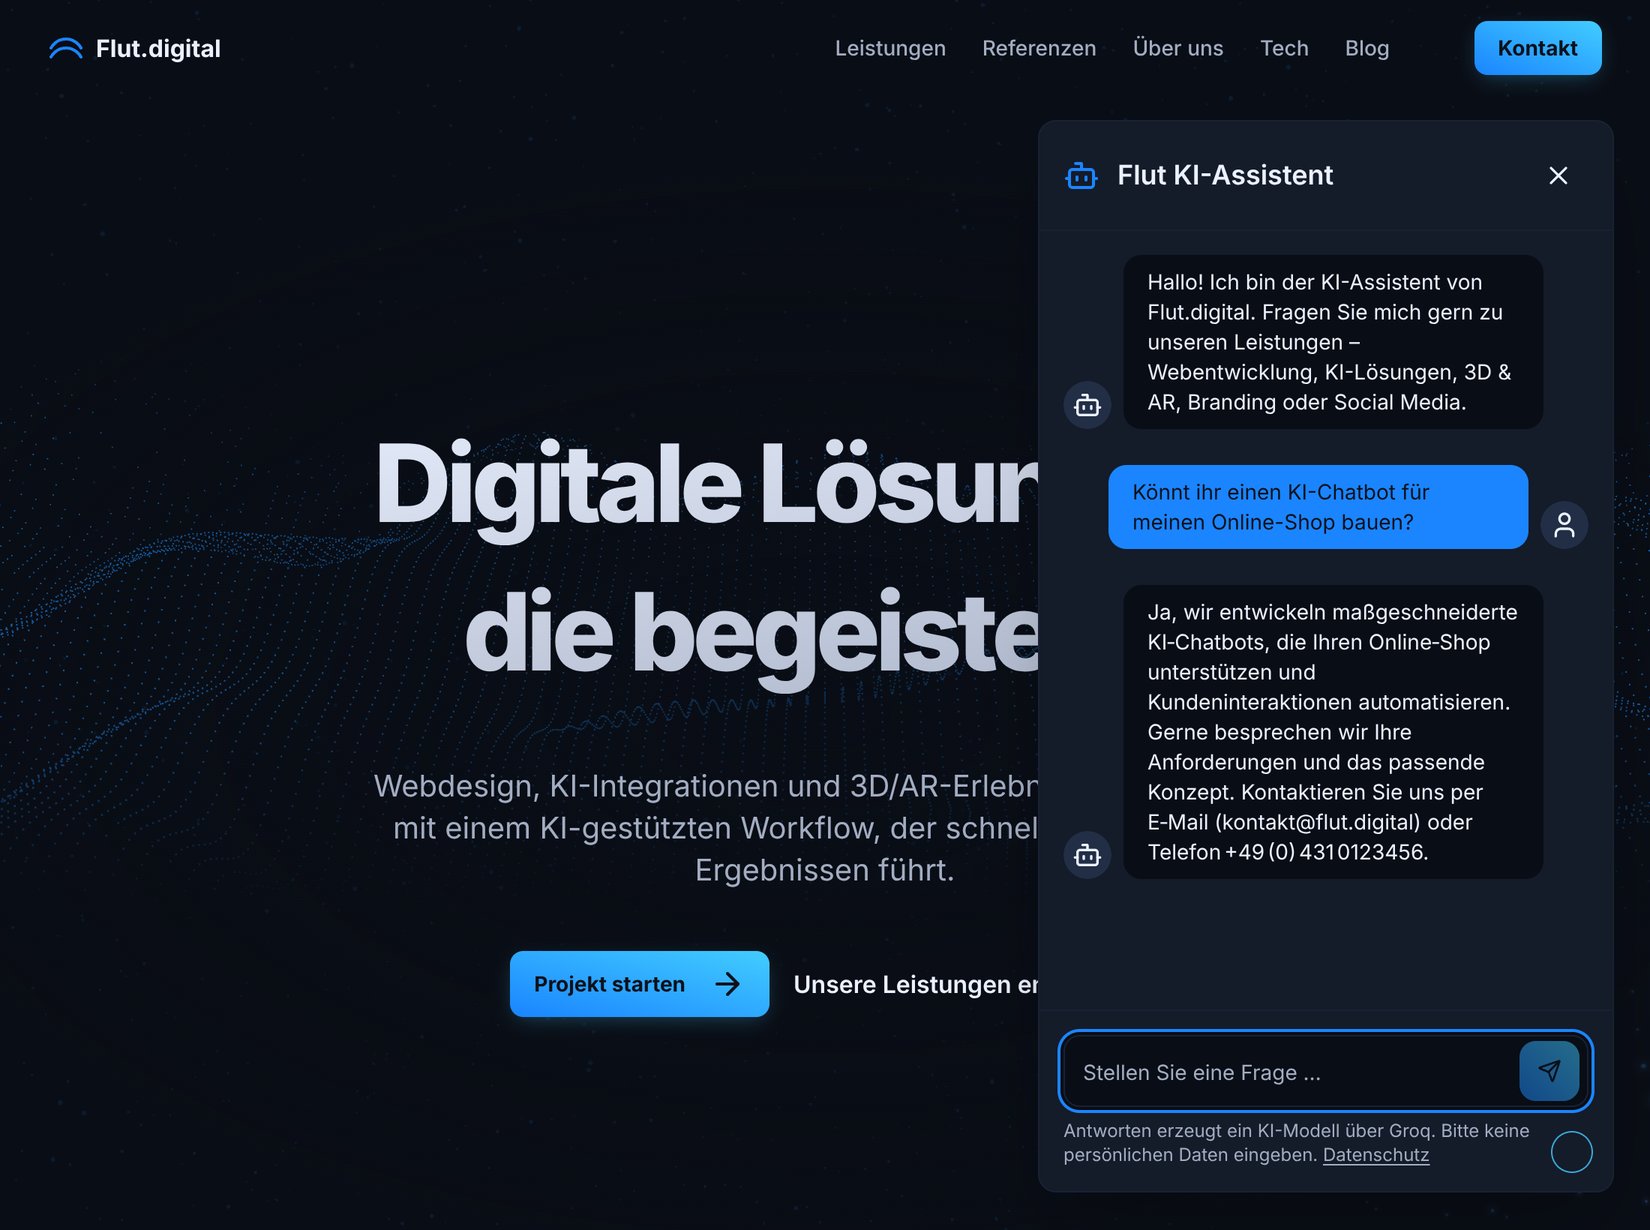 Flut.digital
Leistungen Referenzen Über uns Tech Blog Kontakt
Digitale Lösun
die begeiste
Webdesign, KI-Integrationen und 3D/AR-Erlebn
mit einem KI-gestützten Workflow, der schnel
Ergebnissen führt.
Projekt starten
Unsere Leistungen er
Flut KI-Assistent
Hallo! Ich bin der KI-Assistent von
Flut.digital. Fragen Sie mich gern zu
unseren Leistungen –
Webentwicklung, KI-Lösungen, 3D &
AR, Branding oder Social Media.
Könnt ihr einen KI-Chatbot für
meinen Online-Shop bauen?
Ja, wir entwickeln maßgeschneiderte
KI-Chatbots, die Ihren Online-Shop
unterstützen und
Kundeninteraktionen automatisieren.
Gerne besprechen wir Ihre
Anforderungen und das passende
Konzept. Kontaktieren Sie uns per
E-Mail (kontakt@flut.digital) oder
Telefon +49 (0) 431 0123456.
Stellen Sie eine Frage ...
Antworten erzeugt ein KI-Modell über Groq. Bitte keine
persönlichen Daten eingeben. Datenschutz